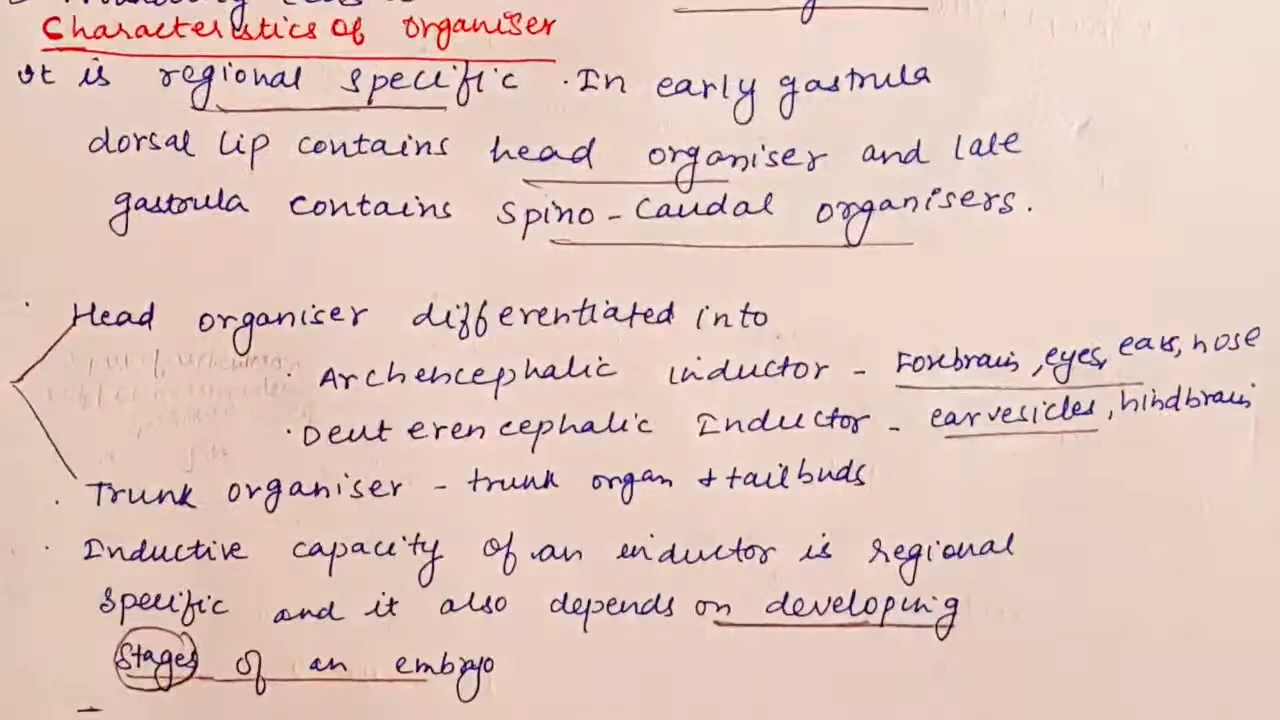 Characteristics of organiser
It is regional specific. In early gastrula
dorsal lip contains head organiser and late
gastrula contains Spino-Caudal organisers.
Head organiser differentiated into
Archencephalic inductor - Forebrain, eyes, ears, nose
Deuterencephalic Inductor - ear vesicles, hindbrain
Trunk organiser - trunk organ + tailbuds
Inductive capacity of an inductor is regional
Specific and it also depends on developing
Stages of an embryo